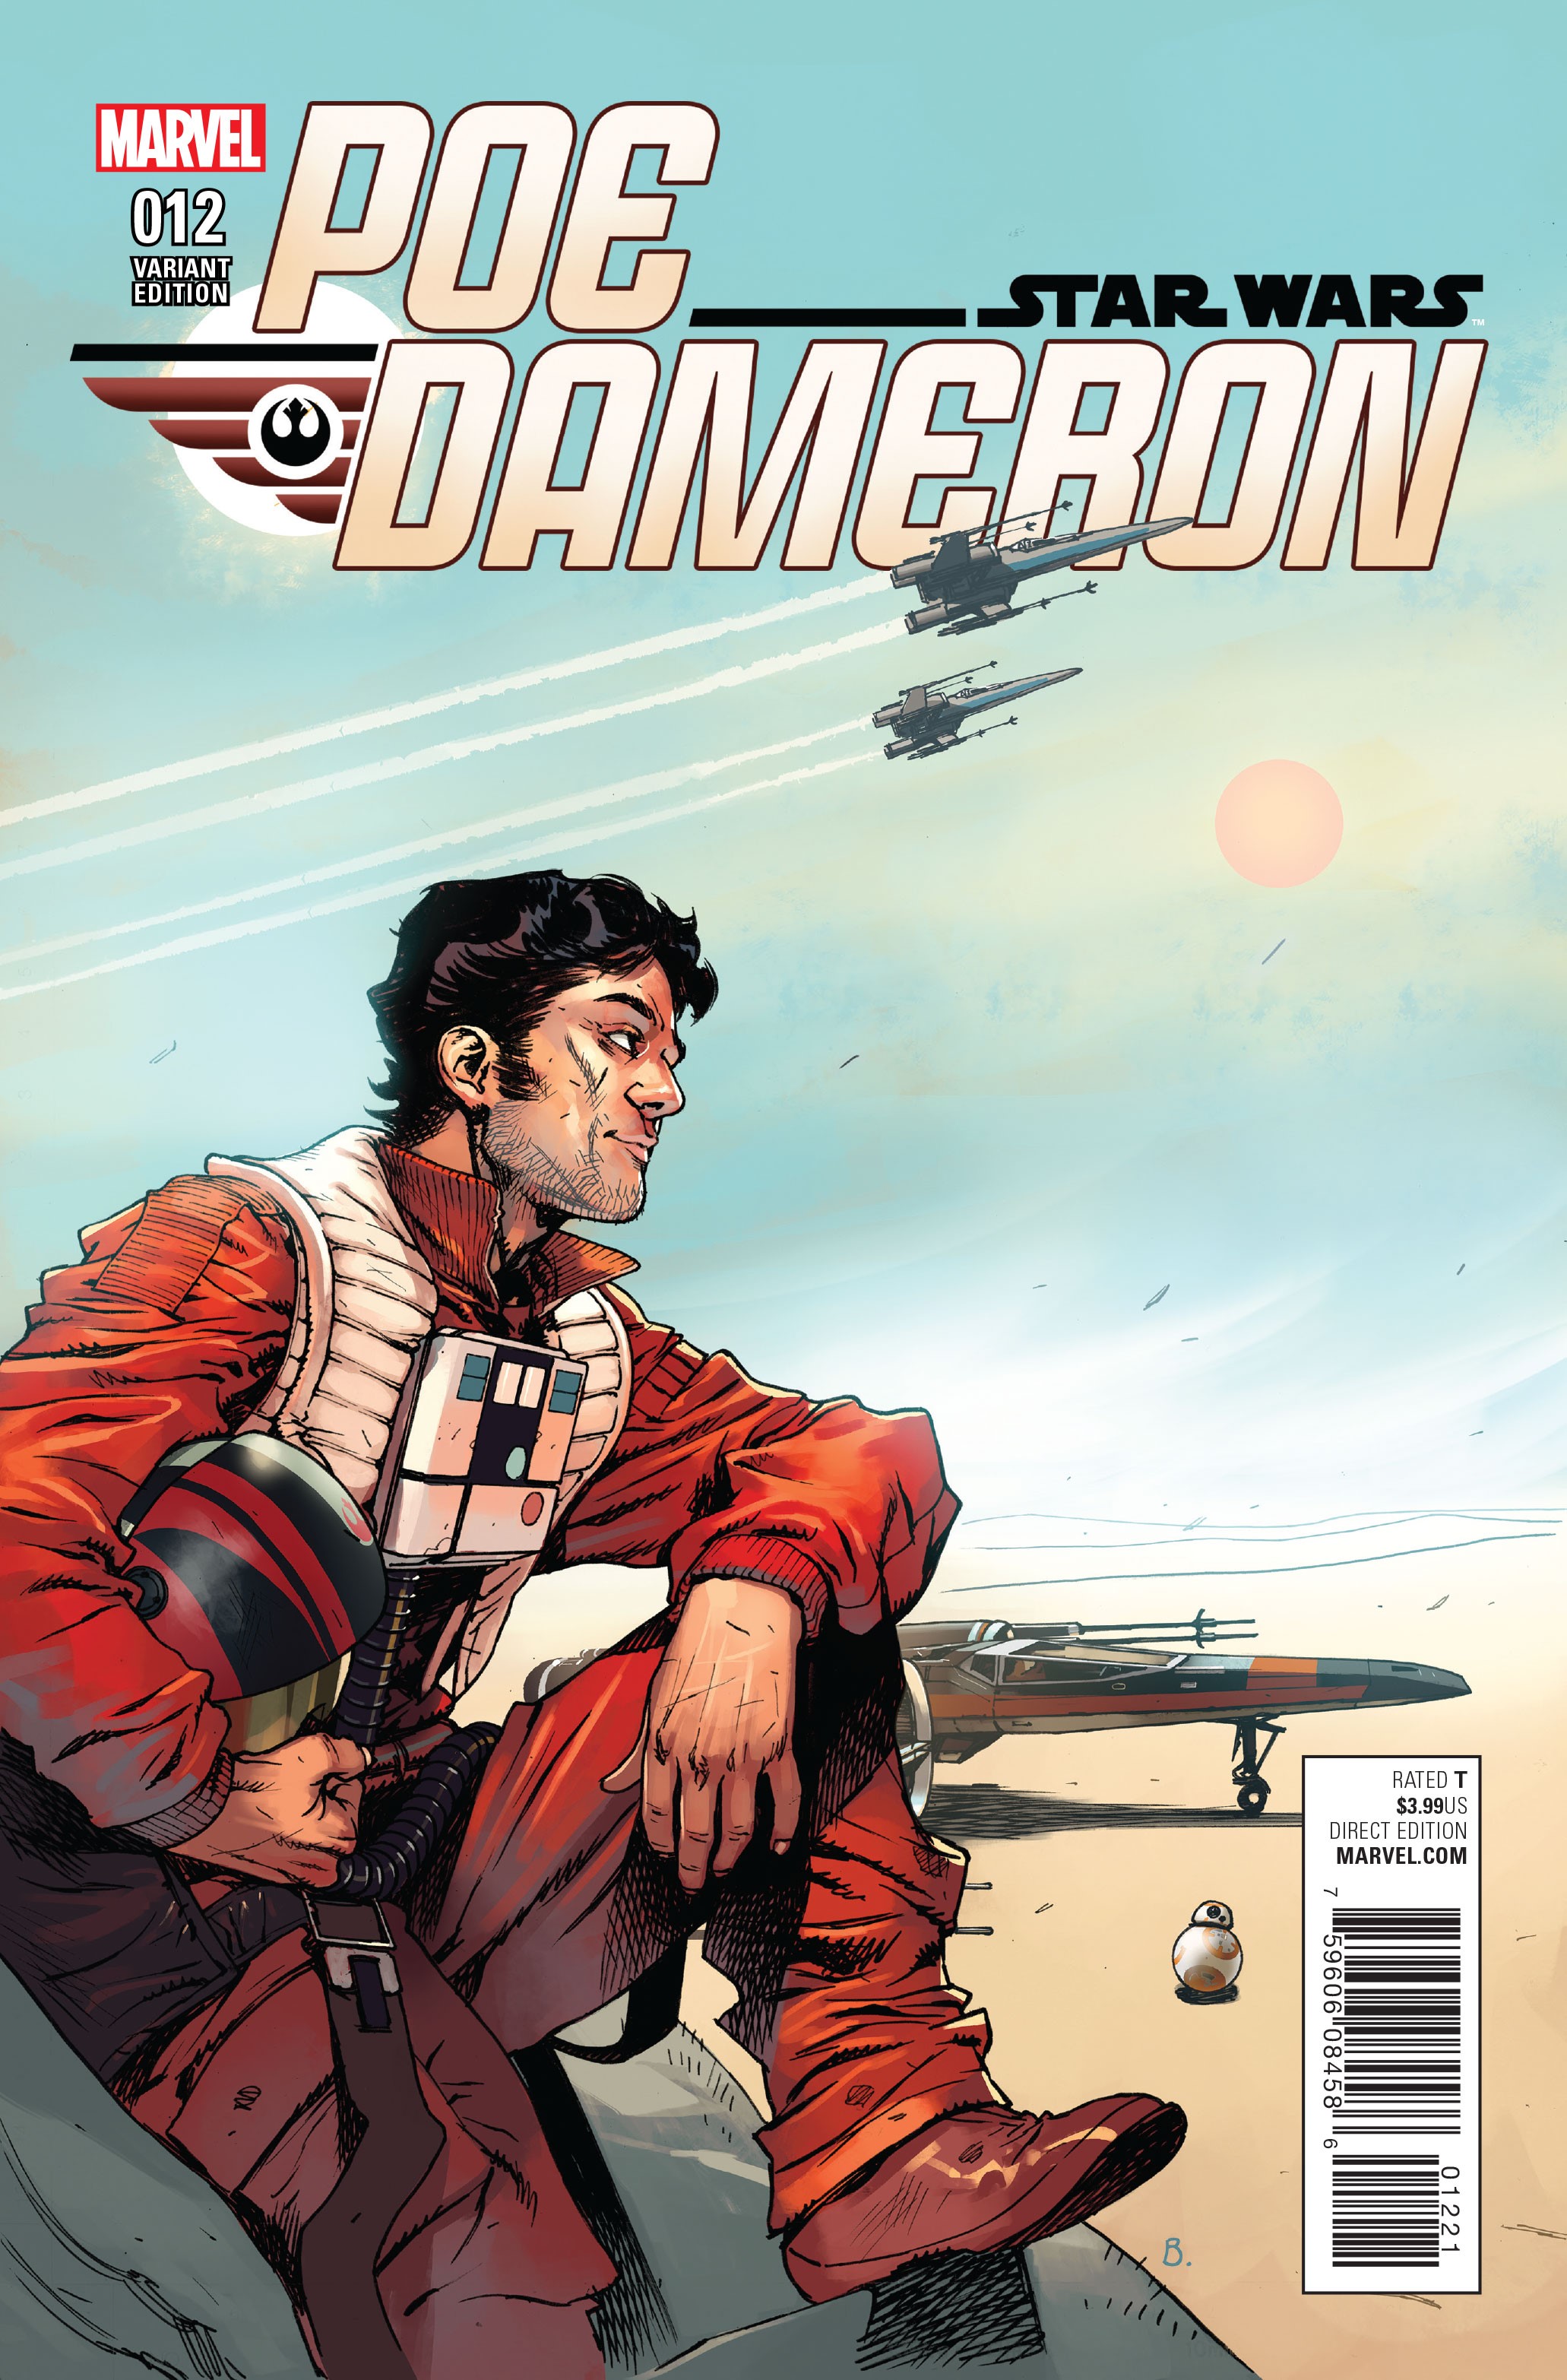 MARVEL
012
VARIANT
EDITION
POE
STAR WARS™
DAMERON
RATED T
$3.99US
DIRECT EDITION
MARVEL.COM
7 59606 08458 6
01221
B.